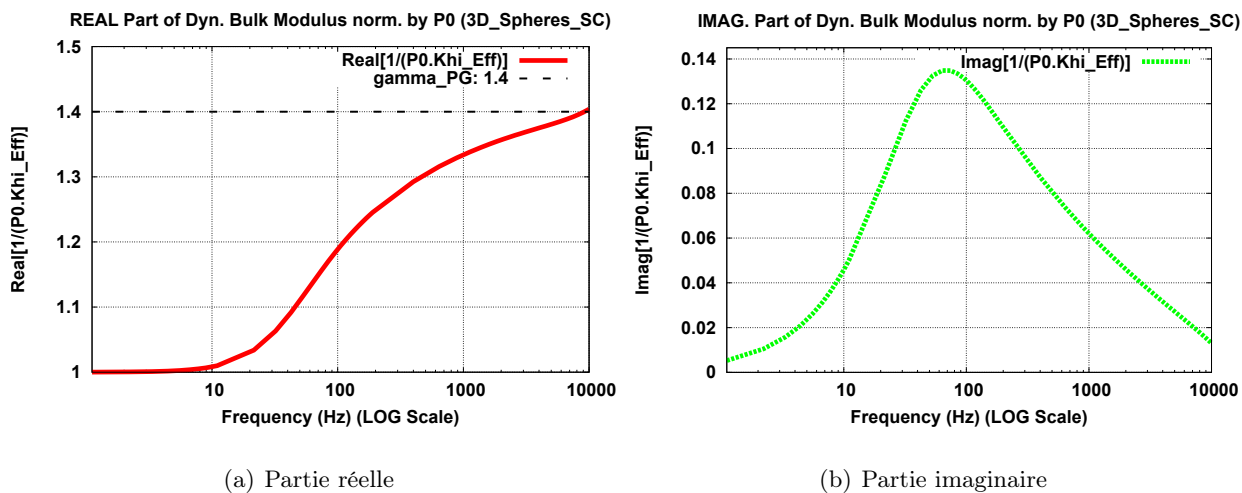 REAL Part of Dyn. Bulk Modulus norm. by P0 (3D_Spheres_SC)
1.5
1.4
1.3
1.2
1.1
1
Real[1/(P0.Khi_Eff)]
Real[1/(P0.Khi_Eff)]
gamma_PG: 1.4
10
100
1000
10000
Frequency (Hz) (LOG Scale)
(a) Partie réelle
IMAG. Part of Dyn. Bulk Modulus norm. by P0 (3D_Spheres_SC)
0.14
0.12
0.1
0.08
0.06
0.04
0.02
0
Imag[1/(P0.Khi_Eff)]
Imag[1/(P0.Khi_Eff)]
10
100
1000
10000
Frequency (Hz) (LOG Scale)
(b) Partie imaginaire